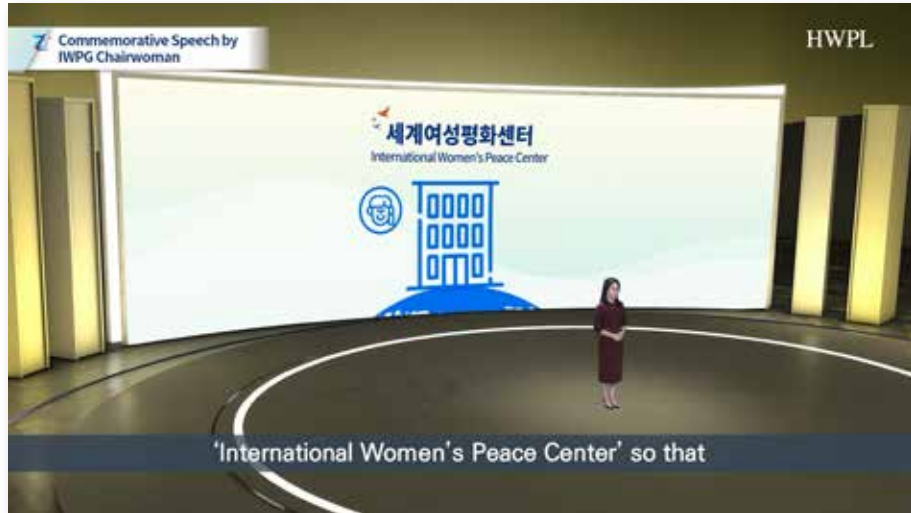 Commemorative Speech by
IWPG Chairwoman
HWPL
세계여성평화센터
International Women's Peace Center
'International Women's Peace Center' so that